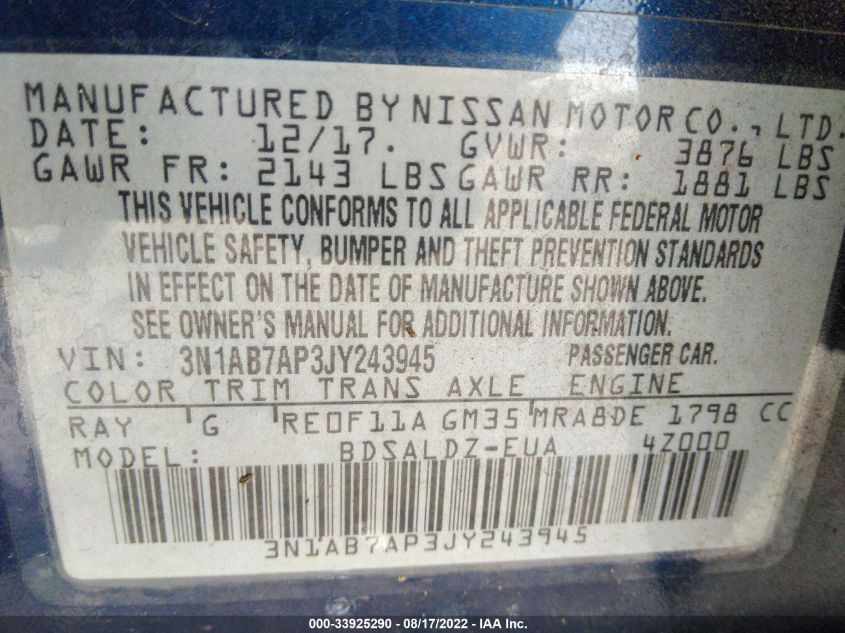 MANUFACTURED BY NISSAN MOTOR CO., LTD.
DATE: 12/17. GVWR: 3876 LBS
GAWR FR: 2143 LBS GAWR RR: 1881 LBS
THIS VEHICLE CONFORMS TO ALL APPLICABLE FEDERAL MOTOR
VEHICLE SAFETY, BUMPER AND THEFT PREVENTION STANDARDS
IN EFFECT ON THE DATE OF MANUFACTURE SHOWN ABOVE.
SEE OWNER'S MANUAL FOR ADDITIONAL INFORMATION.
VIN: 3N1AB7AP3JY243945 PASSENGER CAR.
COLOR TRIM TRANS AXLE ENGINE
RAY G RE0F11A GM35 MRA8DE 1798 CC
MODEL: BDSALDZ-EUA 4Z000
3N1AB7AP3JY243945
000-33925290 - 08/17/2022 - IAA Inc.